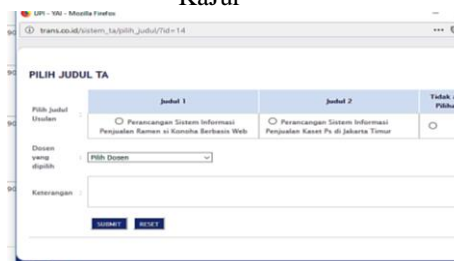 Kajur
UPI - YAI - Mozilla Firefox
trans.co.id/sistem_ta/pilih_judul/?id=14
PILIH JUDUL TA
Judul 1 Judul 2 Tidak
Pilih Judul Usulan : Perancangan Sistem Informasi Penjualan Ramen si Konoha Berbasis Web Perancangan Sistem Informasi Penjualan Kaset Ps di Jakarta Timur
Dosen yang dipilih : Pilih Dosen
Keterangan :
SUBMIT RESET